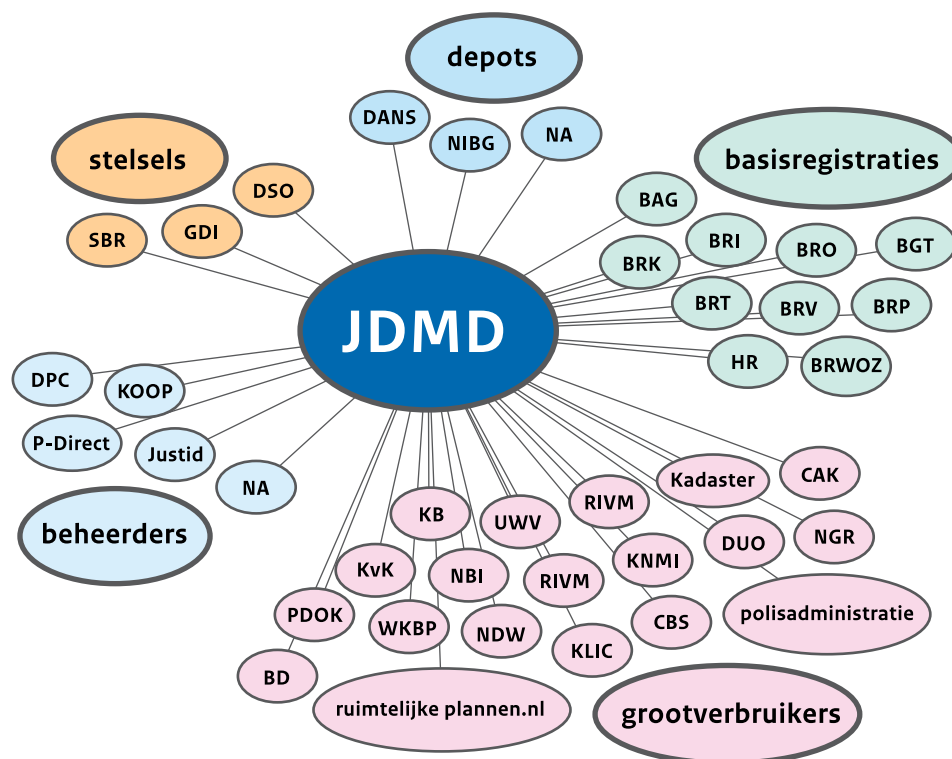 depots
DANS
NIBG
NA
stelsels
DSO
GDI
SBR
basisregistraties
BAG
BRI
BRK
BRO
BGT
BRT
BRV
BRP
HR
BRWOZ
JDMD
DPC
KOOP
P-Direct
Justid
NA
beheerders
KB
UWV
RIVM
Kadaster
CAK
KvK
NBI
RIVM
KNMI
DUO
NGR
PDOK
WKBP
NDW
KLIC
CBS
polisadministratie
BD
ruimtelijke plannen.nl
grootverbruikers